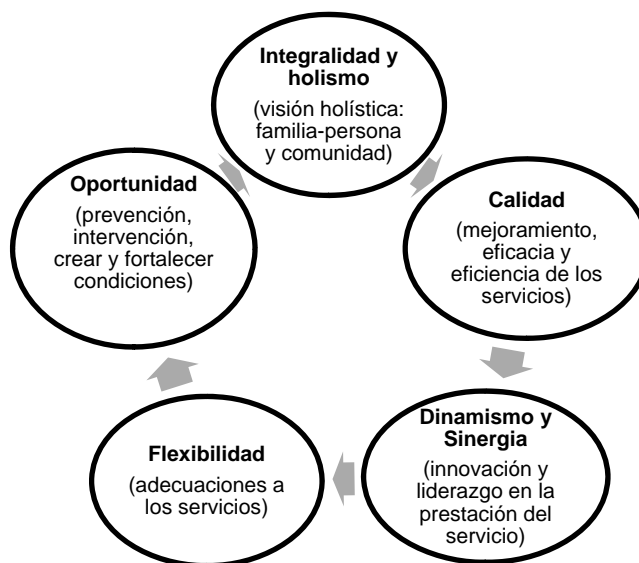 Integralidad y
holismo
(visión holística:
familia-persona
y comunidad)
Calidad
(mejoramiento,
eficacia y
eficiencia de los
servicios)
Dinamismo y
Sinergia
(innovación y
liderazgo en la
prestación del
servicio)
Flexibilidad
(adecuaciones a
los servicios)
Oportunidad
(prevención,
intervención,
crear y fortalecer
condiciones)